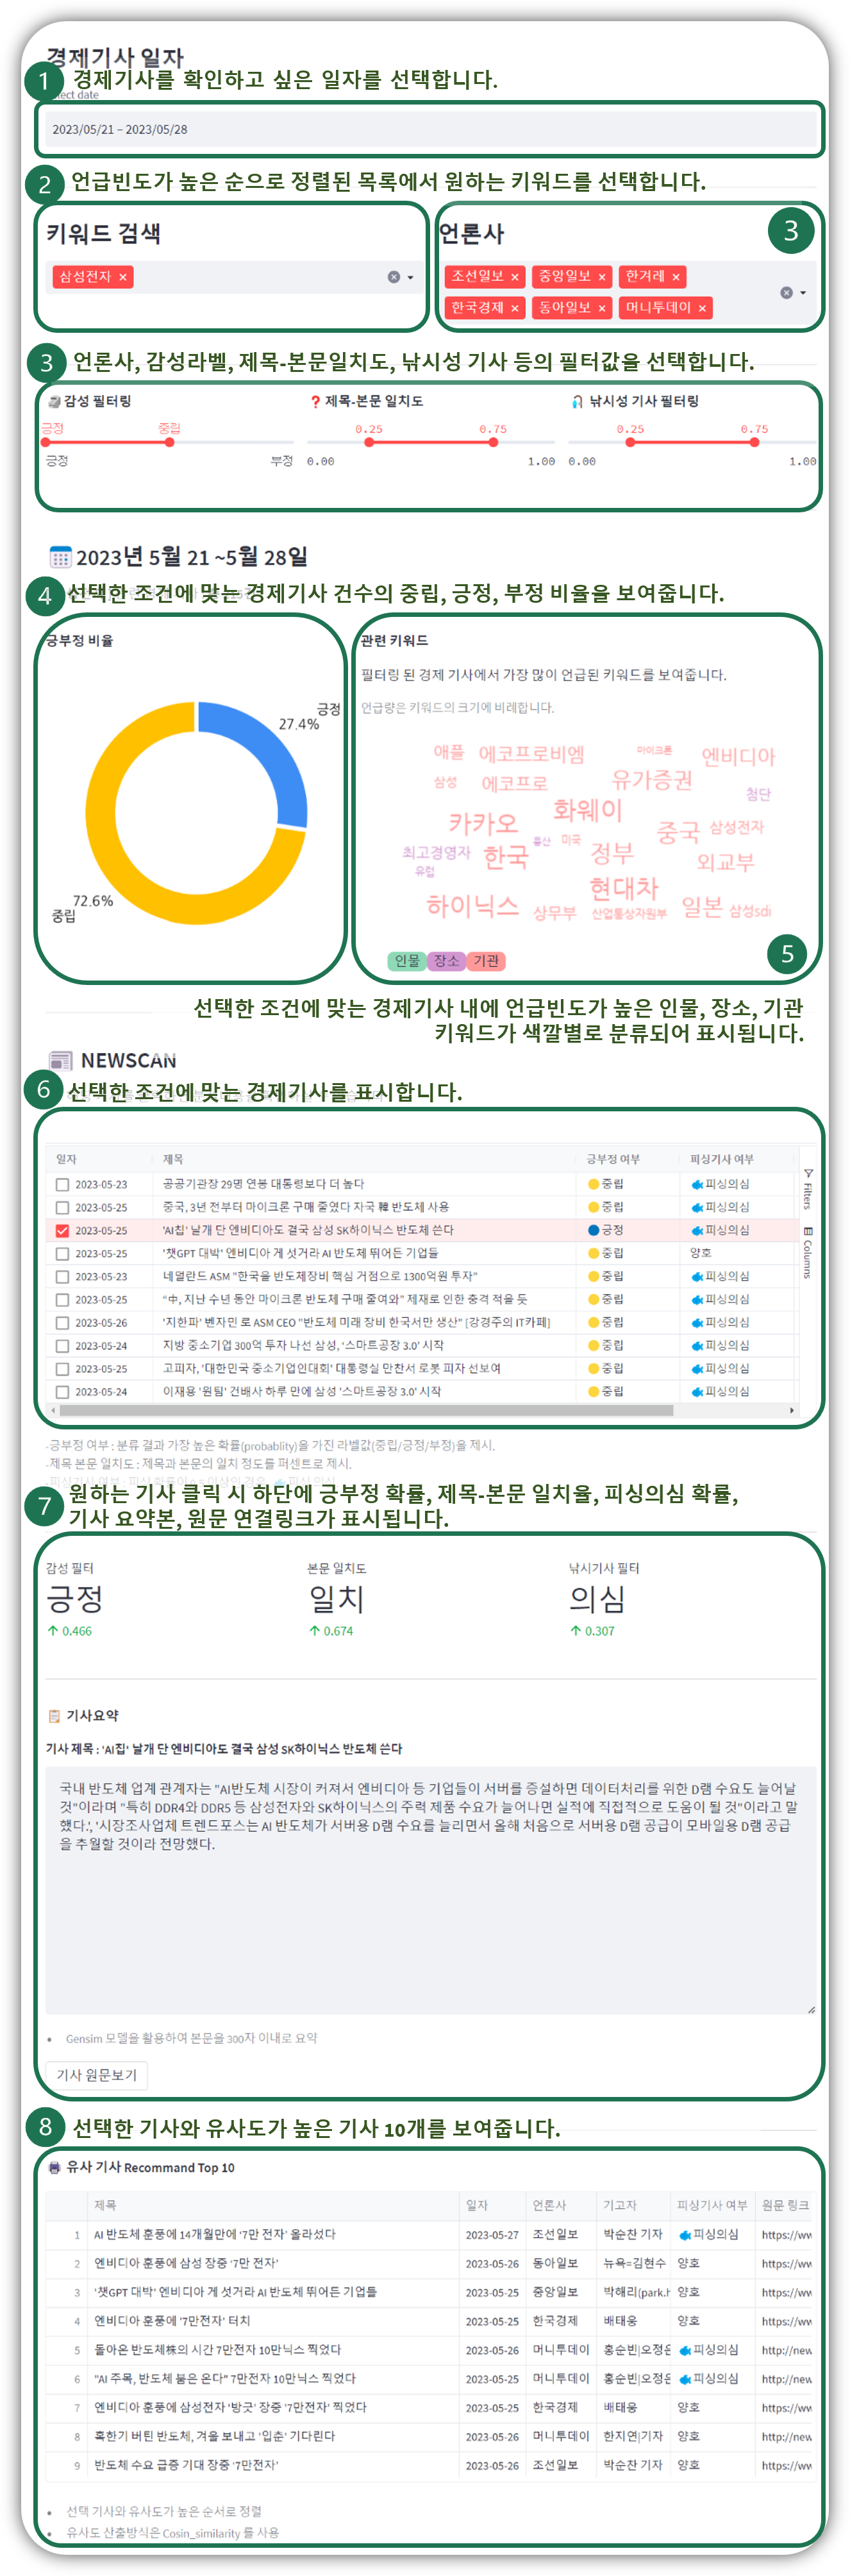 경제기사 일자
1 경제기사를 확인하고 싶은 일자를 선택합니다.
ect date
2023/05/21 – 2023/05/28
2 언급빈도가 높은 순으로 정렬된 목록에서 원하는 키워드를 선택합니다.
키워드 검색
삼성전자 ×
언론사
3
조선일보 × 중앙일보 × 한겨레 ×
한국경제 × 동아일보 × 머니투데이 ×
3 언론사, 감성라벨, 제목-본문일치도, 낚시성 기사 등의 필터값을 선택합니다.
감성 필터링
긍정 중립
긍정 부정
❓ 제목-본문 일치도
0.25 0.75
0.00 1.00
낚시성 기사 필터링
0.25 0.75
0.00 1.00
2023년 5월 21 ~5월 28일
4 선택한 조건에 맞는 경제기사 건수의 중립, 긍정, 부정 비율을 보여줍니다.
긍부정 비율
긍정
27.4%
72.6%
중립
관련 키워드
필터링 된 경제 기사에서 가장 많이 언급된 키워드를 보여줍니다.
언급량은 키워드의 크기에 비례합니다.
애플 에코프로비엠 마이크론 엔비디아
삼성 에코프로 유가증권 첨단
카카오 화웨이 중국 삼성전자
최고경영자 한국 흥산 미국 정부 외교부
유럽
하이닉스 상무부 현대차 산업통상자원부 일본 삼성sdi
인물 장소 기관
5
선택한 조건에 맞는 경제기사 내에 언급빈도가 높은 인물, 장소, 기관
키워드가 색깔별로 분류되어 표시됩니다.
NEWSCAN
6 선택한 조건에 맞는 경제기사를 표시합니다.
일자 제목 긍부정 여부 피싱기사 여부
2023-05-23 공공기관장 29명 연봉 대통령보다 더 높다 중립 피싱의심
2023-05-25 중국, 3년 전부터 마이크론 구매 줄였다 자국 韓 반도체 사용 중립 피싱의심
2023-05-25 'AI칩' 날개 단 엔비디아도 결국 삼성 SK하이닉스 반도체 쓴다 긍정 피싱의심
2023-05-25 '챗GPT 대박' 엔비디아 게 섯거라 AI 반도체 뛰어든 기업들 중립 양호
2023-05-23 네덜란드 ASM "한국을 반도체장비 핵심 거점으로 1300억원 투자" 중립 피싱의심
2023-05-25 “中, 지난 수년 동안 마이크론 반도체 구매 줄여와” 제재로 인한 충격 적을 듯 중립 피싱의심
2023-05-26 '지한파' 벤자민 로 ASM CEO "반도체 미래 장비 한국서만 생산" [강경주의 IT카페] 중립 피싱의심
2023-05-24 지방 중소기업 300억 투자 나선 삼성, '스마트공장 3.0' 시작 중립 피싱의심
2023-05-25 고피자, '대한민국 중소기업인대회' 대통령실 만찬서 로봇 피자 선보여 중립 피싱의심
2023-05-24 이재용 '원팀' 건배사 하루 만에 삼성 '스마트공장 3.0' 시작 중립 피싱의심
Filters
Columns
-긍부정 여부 : 분류 결과 가장 높은 확률(probablity)을 가진 라벨값(중립/긍정/부정)을 제시.
-제목 본문 일치도 : 제목과 본문의 일치 정도를 퍼센트로 제시.
7 원하는 기사 클릭 시 하단에 긍부정 확률, 제목-본문 일치율, 피싱의심 확률,
기사 요약본, 원문 연결링크가 표시됩니다.
감성 필터
긍정
↑ 0.466
본문 일치도
일치
↑ 0.674
낚시기사 필터
의심
↑ 0.307
기사요약
기사 제목 : 'AI칩' 날개 단 엔비디아도 결국 삼성 SK하이닉스 반도체 쓴다
국내 반도체 업계 관계자는 "AI반도체 시장이 커져서 엔비디아 등 기업들이 서버를 증설하면 데이터처리를 위한 D램 수요도 늘어날
것"이라며 "특히 DDR4와 DDR5 등 삼성전자와 SK하이닉스의 주력 제품 수요가 늘어나면 실적에 직접적으로 도움이 될 것"이라고 말
했다.', '시장조사업체 트렌드포스는 AI 반도체가 서버용 D램 수요를 늘리면서 올해 처음으로 서버용 D램 공급이 모바일용 D램 공급
을 추월할 것이라 전망했다.
• Gensim 모델을 활용하여 본문을 300자 이내로 요약
기사 원문보기
8 선택한 기사와 유사도가 높은 기사 10개를 보여줍니다.
유사 기사 Recommand Top 10
제목 일자 언론사 기고자 피싱기사 여부 원문 링크
1 AI 반도체 훈풍에 14개월만에 '7만 전자' 올라섰다 2023-05-27 조선일보 박순찬 기자 피싱의심 https://ww
2 엔비디아 훈풍에 삼성 장중 '7만 전자' 2023-05-26 동아일보 뉴욕=김현수 양호 https://ww
3 '챗GPT 대박' 엔비디아 게 섯거라 AI 반도체 뛰어든 기업들 2023-05-25 중앙일보 박해리(park.h 양호 https://ww
4 엔비디아 훈풍에 '7만전자' 터치 2023-05-25 한국경제 배태웅 양호 https://ww
5 돌아온 반도체株의 시간 7만전자 10만닉스 찍었다 2023-05-26 머니투데이 홍순빈|오정은 피싱의심 http://new
6 "AI 주목, 반도체 붐은 온다" 7만전자 10만닉스 찍었다 2023-05-25 머니투데이 홍순빈|오정은 피싱의심 http://new
7 엔비디아 훈풍에 삼성전자 '방긋' 장중 '7만전자' 찍었다 2023-05-25 한국경제 배태웅 양호 https://ww
8 혹한기 버틴 반도체, 겨울 보내고 '입춘' 기다린다 2023-05-26 머니투데이 한지연|기자 양호 http://new
9 반도체 수요 급증 기대 장중 '7만전자' 2023-05-26 조선일보 박순찬 기자 양호 https://ww
• 선택 기사와 유사도가 높은 순서로 정렬
• 유사도 산출방식은 Cosin_similarity 를 사용